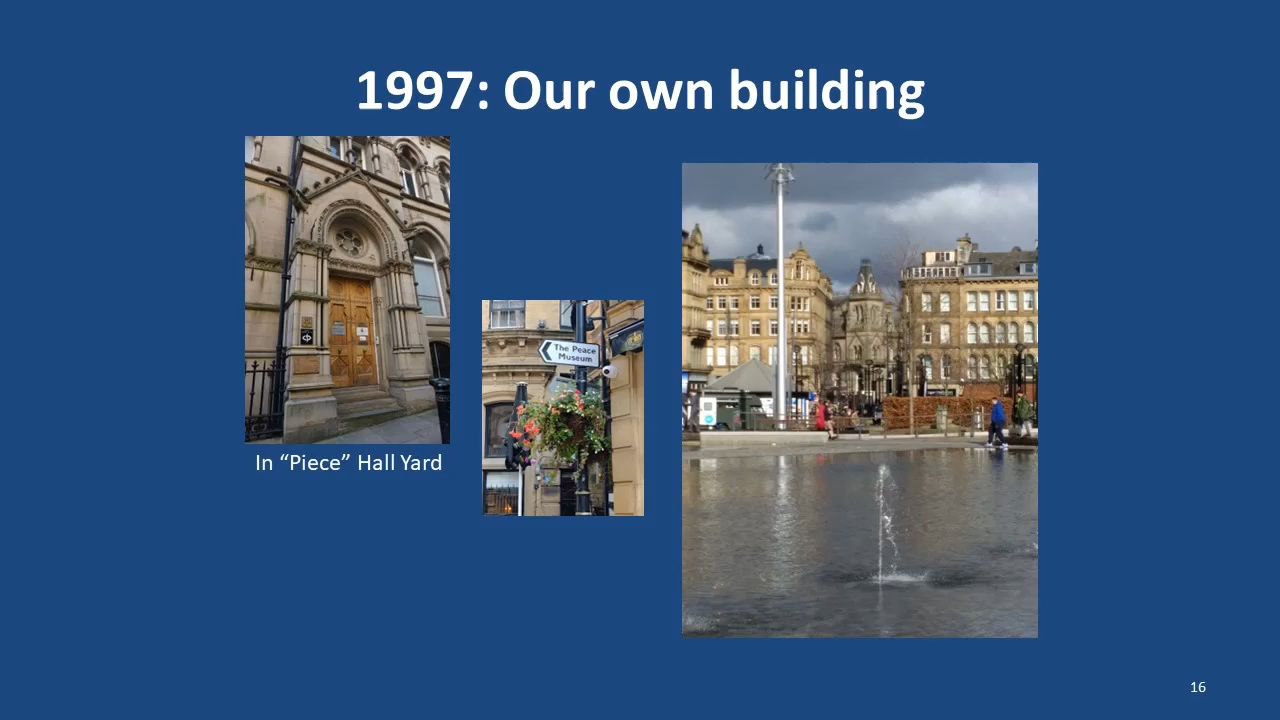 1997: Our own building
The Peace
Museum
In “Piece” Hall Yard
16